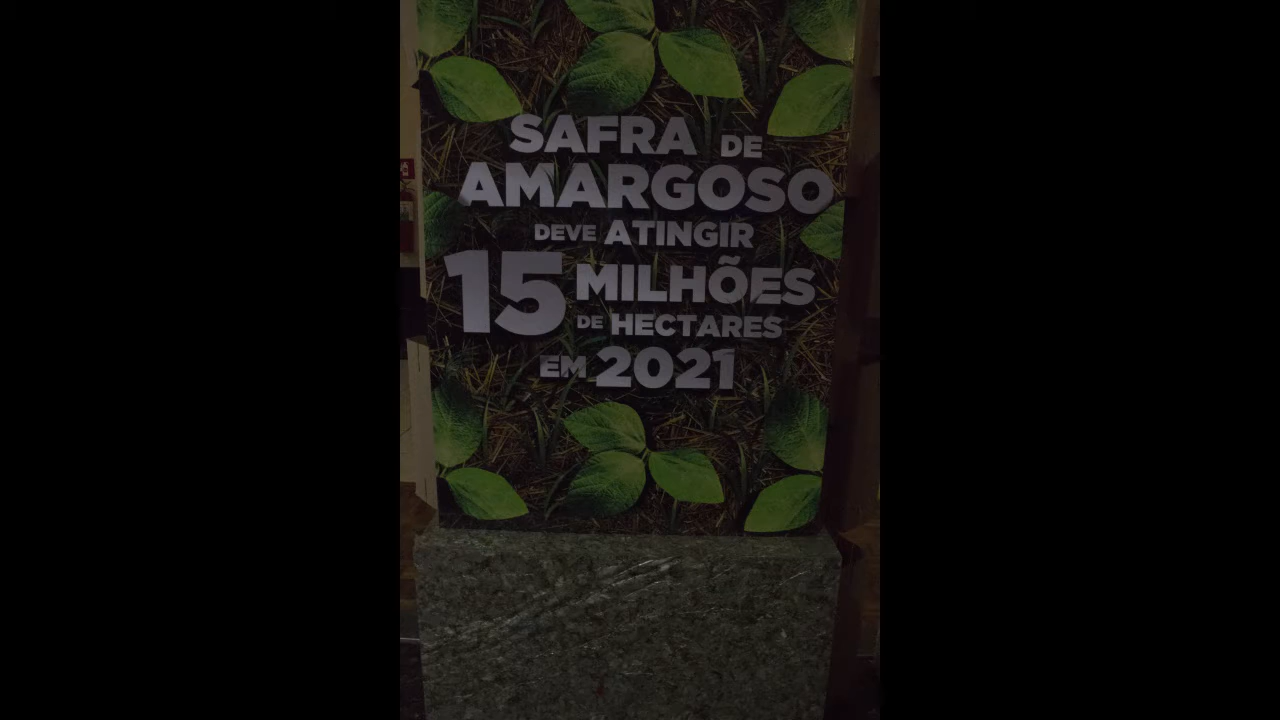 SAFRA DE
AMARGOSO
DEVE ATINGIR
15 MILHÕES
DE HECTARES
EM 2021